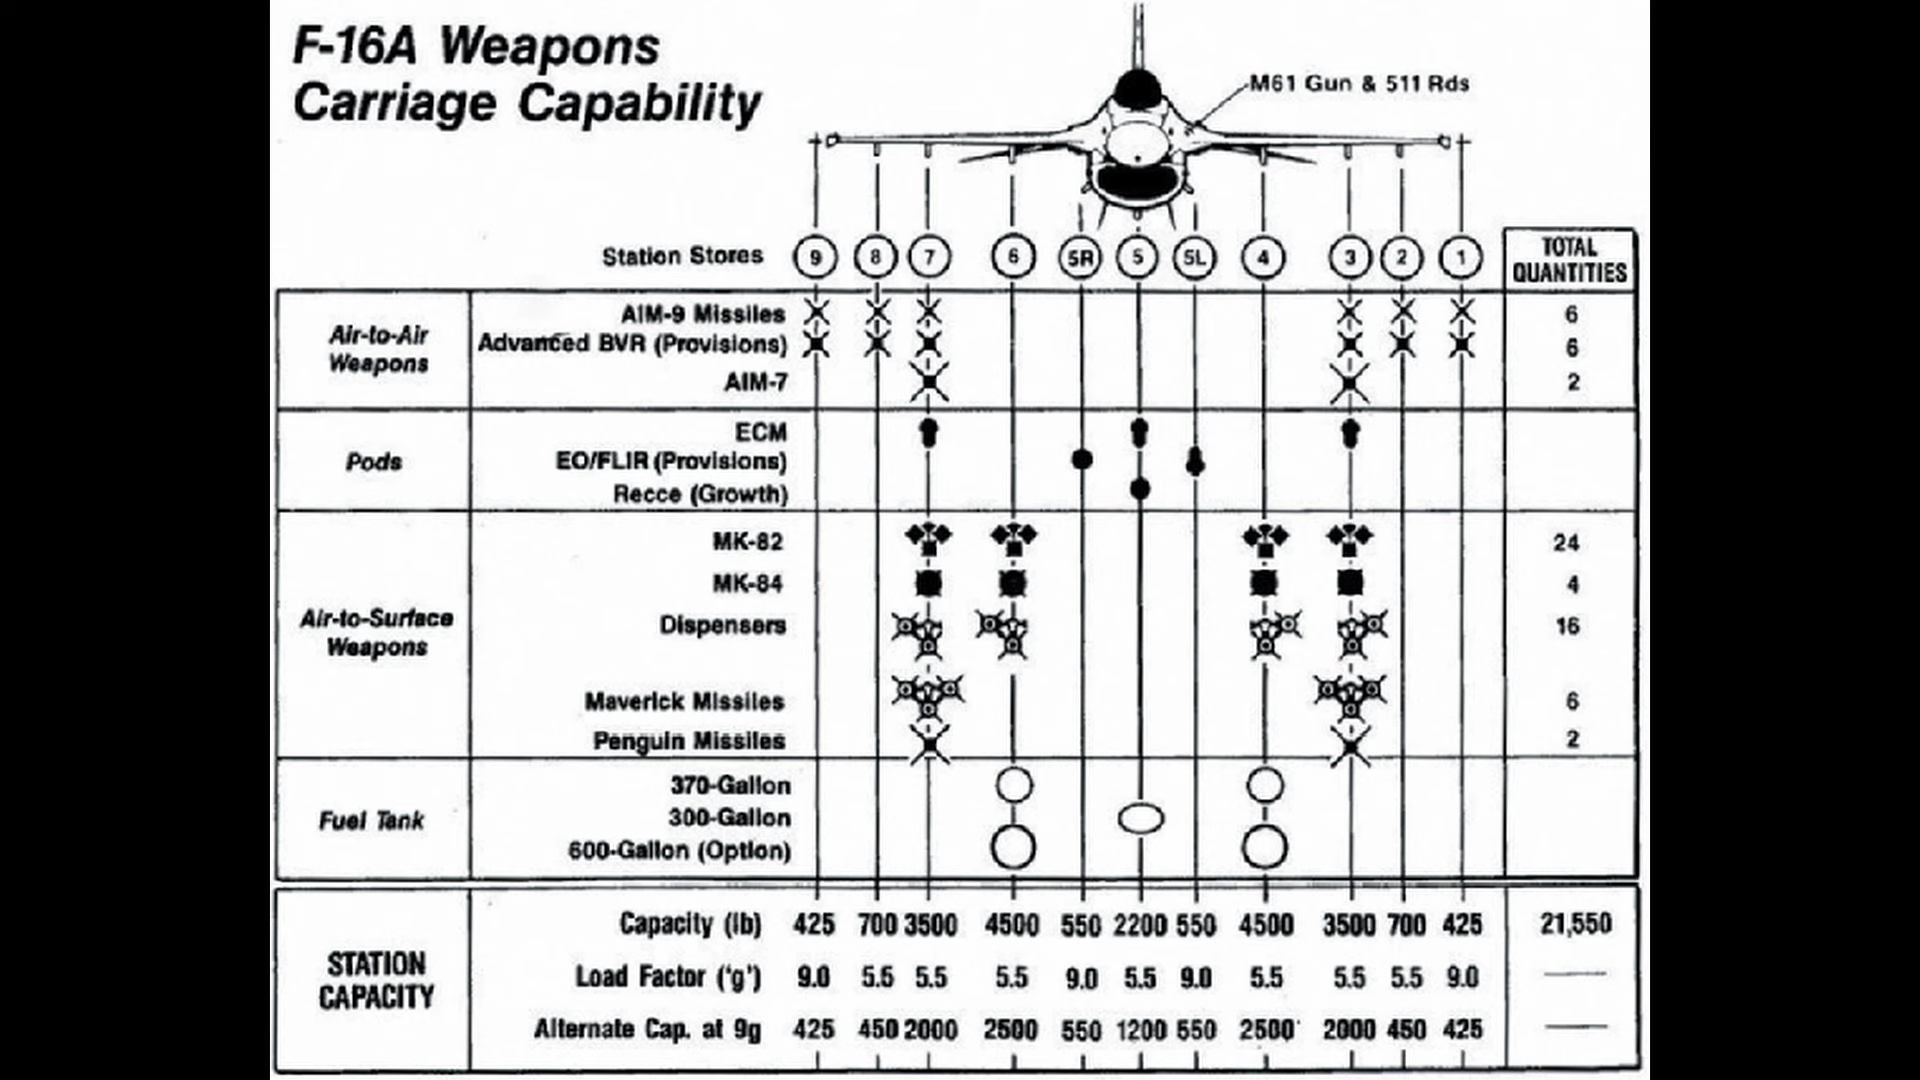 F-16A Weapons
Carriage Capability
M61 Gun & 511 Rds
Station Stores 9 8 7 6 5R 5 5L 4 3 2 1
TOTAL
QUANTITIES
Air-to-Air
Weapons
AIM-9 Missiles 6
Advanced BVR (Provisions) 6
AIM-7 2
Pods
ECM
EO/FLIR (Provisions)
Recce (Growth)
Air-to-Surface
Weapons
MK-82 24
MK-84 4
Dispensers 16
Maverick Missiles 6
Penguin Missiles 2
Fuel Tank
370-Gallon
300-Gallon
600-Gallon (Option)
STATION
CAPACITY
Capacity (lb) 425 700 3500 4500 550 2200 550 4500 3500 700 425 21,550
Load Factor ('g') 9.0 5.5 5.5 5.5 9.0 5.5 9.0 5.5 5.5 5.5 9.0
Alternate Cap. at 9g 425 450 2000 2500 550 1200 550 2500 2000 450 425